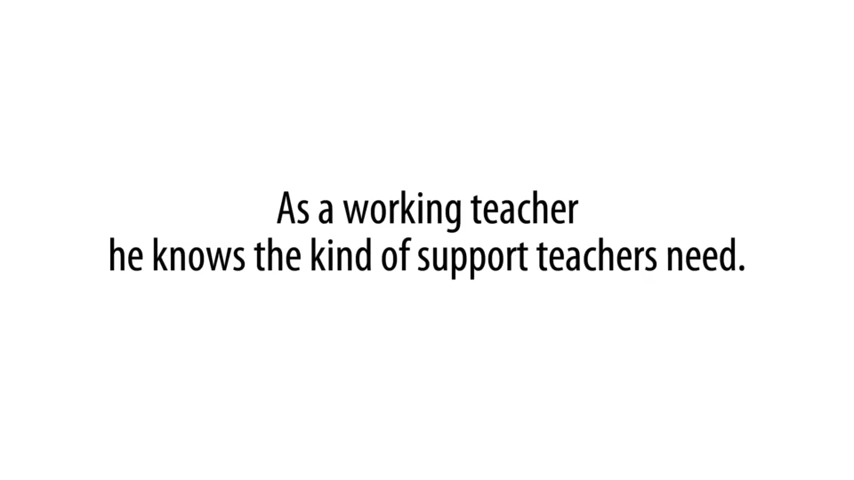 As a working teacher
he knows the kind of support teachers need.